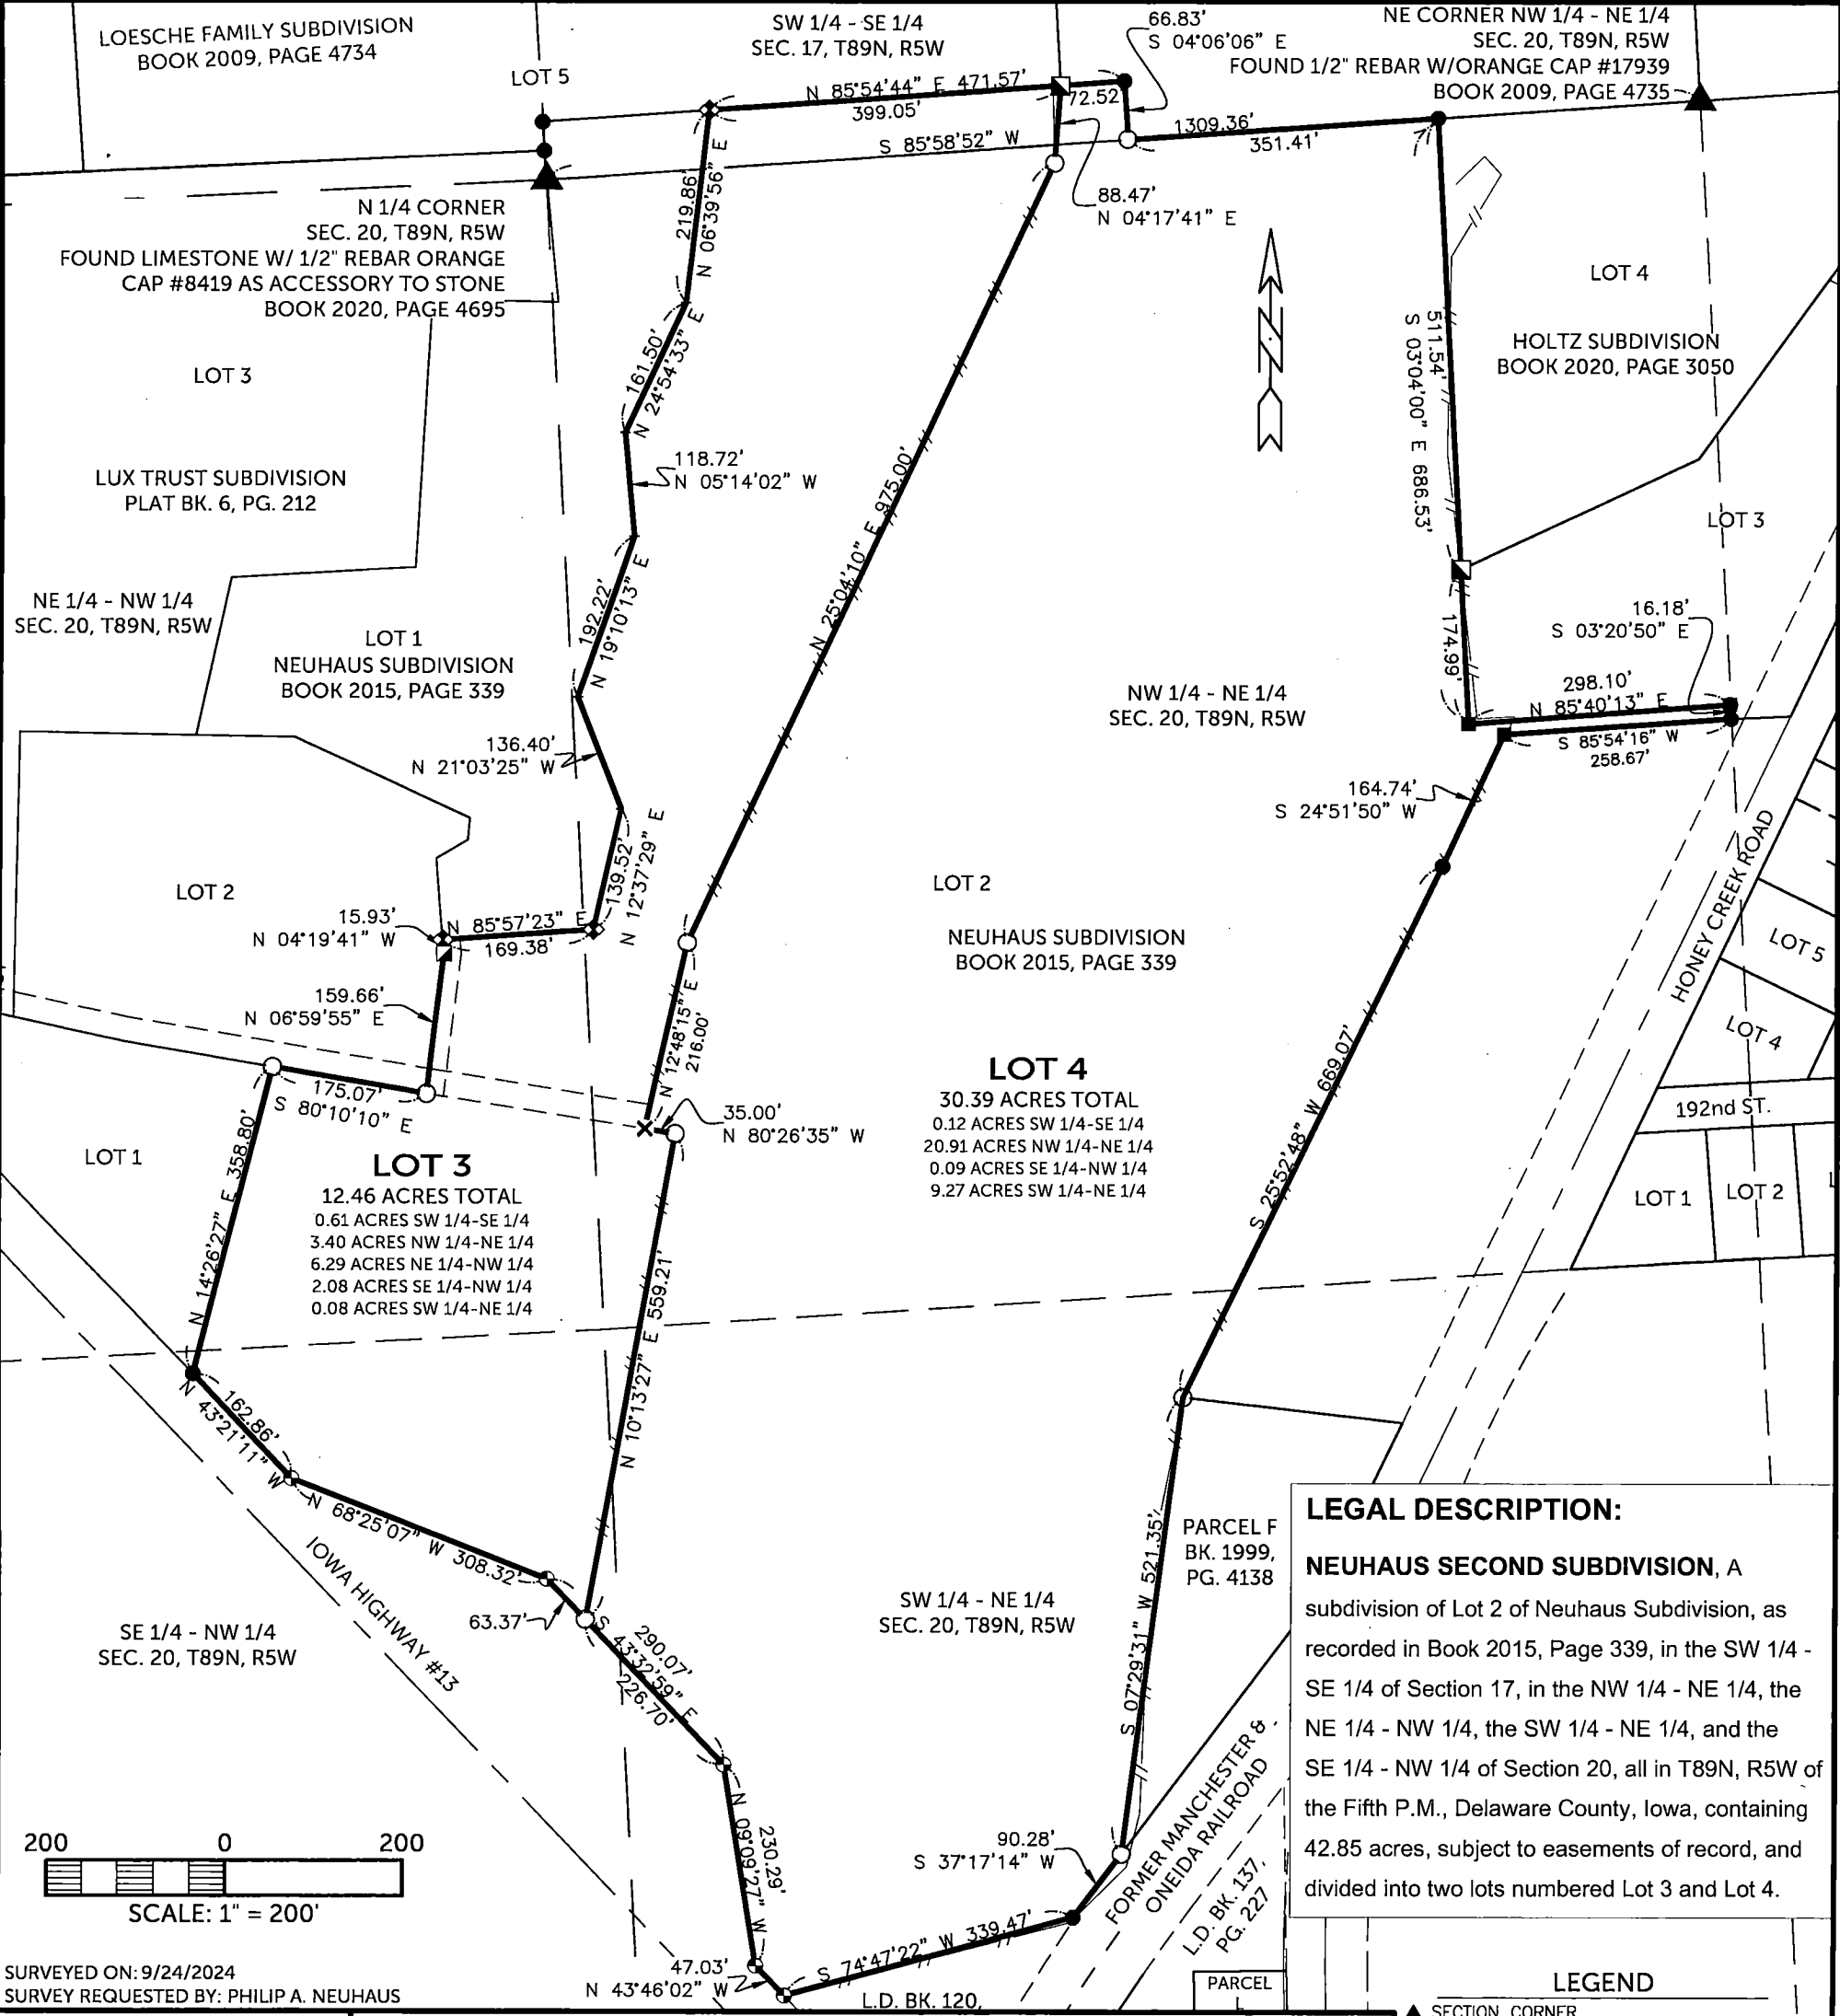 LOESCHE FAMILY SUBDIVISION
BOOK 2009, PAGE 4734
LOT 5
SW 1/4 - SE 1/4
SEC. 17, T89N, R5W
66.83'
S 04°06'06" E
NE CORNER NW 1/4 - NE 1/4
SEC. 20, T89N, R5W
FOUND 1/2" REBAR W/ORANGE CAP #17939
BOOK 2009, PAGE 4735
N 85°54'44" E 471.57'
399.05'
72.52'
S 85°58'52" W
1309.36'
351.41'
88.47'
N 04°17'41" E
N 1/4 CORNER
SEC. 20, T89N, R5W
FOUND LIMESTONE W/ 1/2" REBAR ORANGE
CAP #8419 AS ACCESSORY TO STONE
BOOK 2020, PAGE 4695
219.86'
N 06°39'56" E
161.50'
N 24°54'33" E
118.72'
N 05°14'02" W
192.22'
N 19°10'13" E
136.40'
N 21°03'25" W
139.52'
N 12°37'29" E
N 25°04'10" E 975.00'
N
511.54'
S 03°04'00" E 686.53'
174.99'
LOT 4
HOLTZ SUBDIVISION
BOOK 2020, PAGE 3050
LOT 3
16.18'
S 03°20'50" E
298.10'
N 85°40'13" E
S 85°54'16" W
258.67'
164.74'
S 24°51'50" W
LOT 3
LUX TRUST SUBDIVISION
PLAT BK. 6, PG. 212
NE 1/4 - NW 1/4
SEC. 20, T89N, R5W
LOT 1
NEUHAUS SUBDIVISION
BOOK 2015, PAGE 339
NW 1/4 - NE 1/4
SEC. 20, T89N, R5W
LOT 2
15.93'
N 04°19'41" W
N 85°57'23" E
169.38'
159.66'
N 06°59'55" E
175.07'
S 80°10'10" E
LOT 2
NEUHAUS SUBDIVISION
BOOK 2015, PAGE 339
N 12°48'15" E
216.00'
35.00'
N 80°26'35" W
HONEY CREEK ROAD
LOT 5
LOT 4
192nd ST.
LOT 1
LOT 2
LOT 1
N 14°26'27" E 358.80'
LOT 3
12.46 ACRES TOTAL
0.61 ACRES SW 1/4-SE 1/4
3.40 ACRES NW 1/4-NE 1/4
6.29 ACRES NE 1/4-NW 1/4
2.08 ACRES SE 1/4-NW 1/4
0.08 ACRES SW 1/4-NE 1/4
LOT 4
30.39 ACRES TOTAL
0.12 ACRES SW 1/4-SE 1/4
20.91 ACRES NW 1/4-NE 1/4
0.09 ACRES SE 1/4-NW 1/4
9.27 ACRES SW 1/4-NE 1/4
S 25°52'48" W 669.07'
N 10°13'27" E 559.21'
162.86'
N 43°21'11" W
N 68°25'07" W 308.32'
63.37'
IOWA HIGHWAY #13
290.07'
S 43°32'59" E
226.70'
SE 1/4 - NW 1/4
SEC. 20, T89N, R5W
SW 1/4 - NE 1/4
SEC. 20, T89N, R5W
S 07°29'31" W 521.35'
PARCEL F
BK. 1999,
PG. 4138
230.29'
N 09°09'27" W
47.03'
N 43°46'02" W
S 74°47'22" W 339.47'
90.28'
S 37°17'14" W
FORMER MANCHESTER &
ONEIDA RAILROAD
L.D. BK. 137,
PG. 227
L.D. BK. 120,
PARCEL
LEGAL DESCRIPTION:
NEUHAUS SECOND SUBDIVISION, A
subdivision of Lot 2 of Neuhaus Subdivision, as
recorded in Book 2015, Page 339, in the SW 1/4 -
SE 1/4 of Section 17, in the NW 1/4 - NE 1/4, the
NE 1/4 - NW 1/4, the SW 1/4 - NE 1/4, and the
SE 1/4 - NW 1/4 of Section 20, all in T89N, R5W of
the Fifth P.M., Delaware County, Iowa, containing
42.85 acres, subject to easements of record, and
divided into two lots numbered Lot 3 and Lot 4.
200 0 200
SCALE: 1" = 200'
SURVEYED ON: 9/24/2024
SURVEY REQUESTED BY: PHILIP A. NEUHAUS
LEGEND
SECTION CORNER